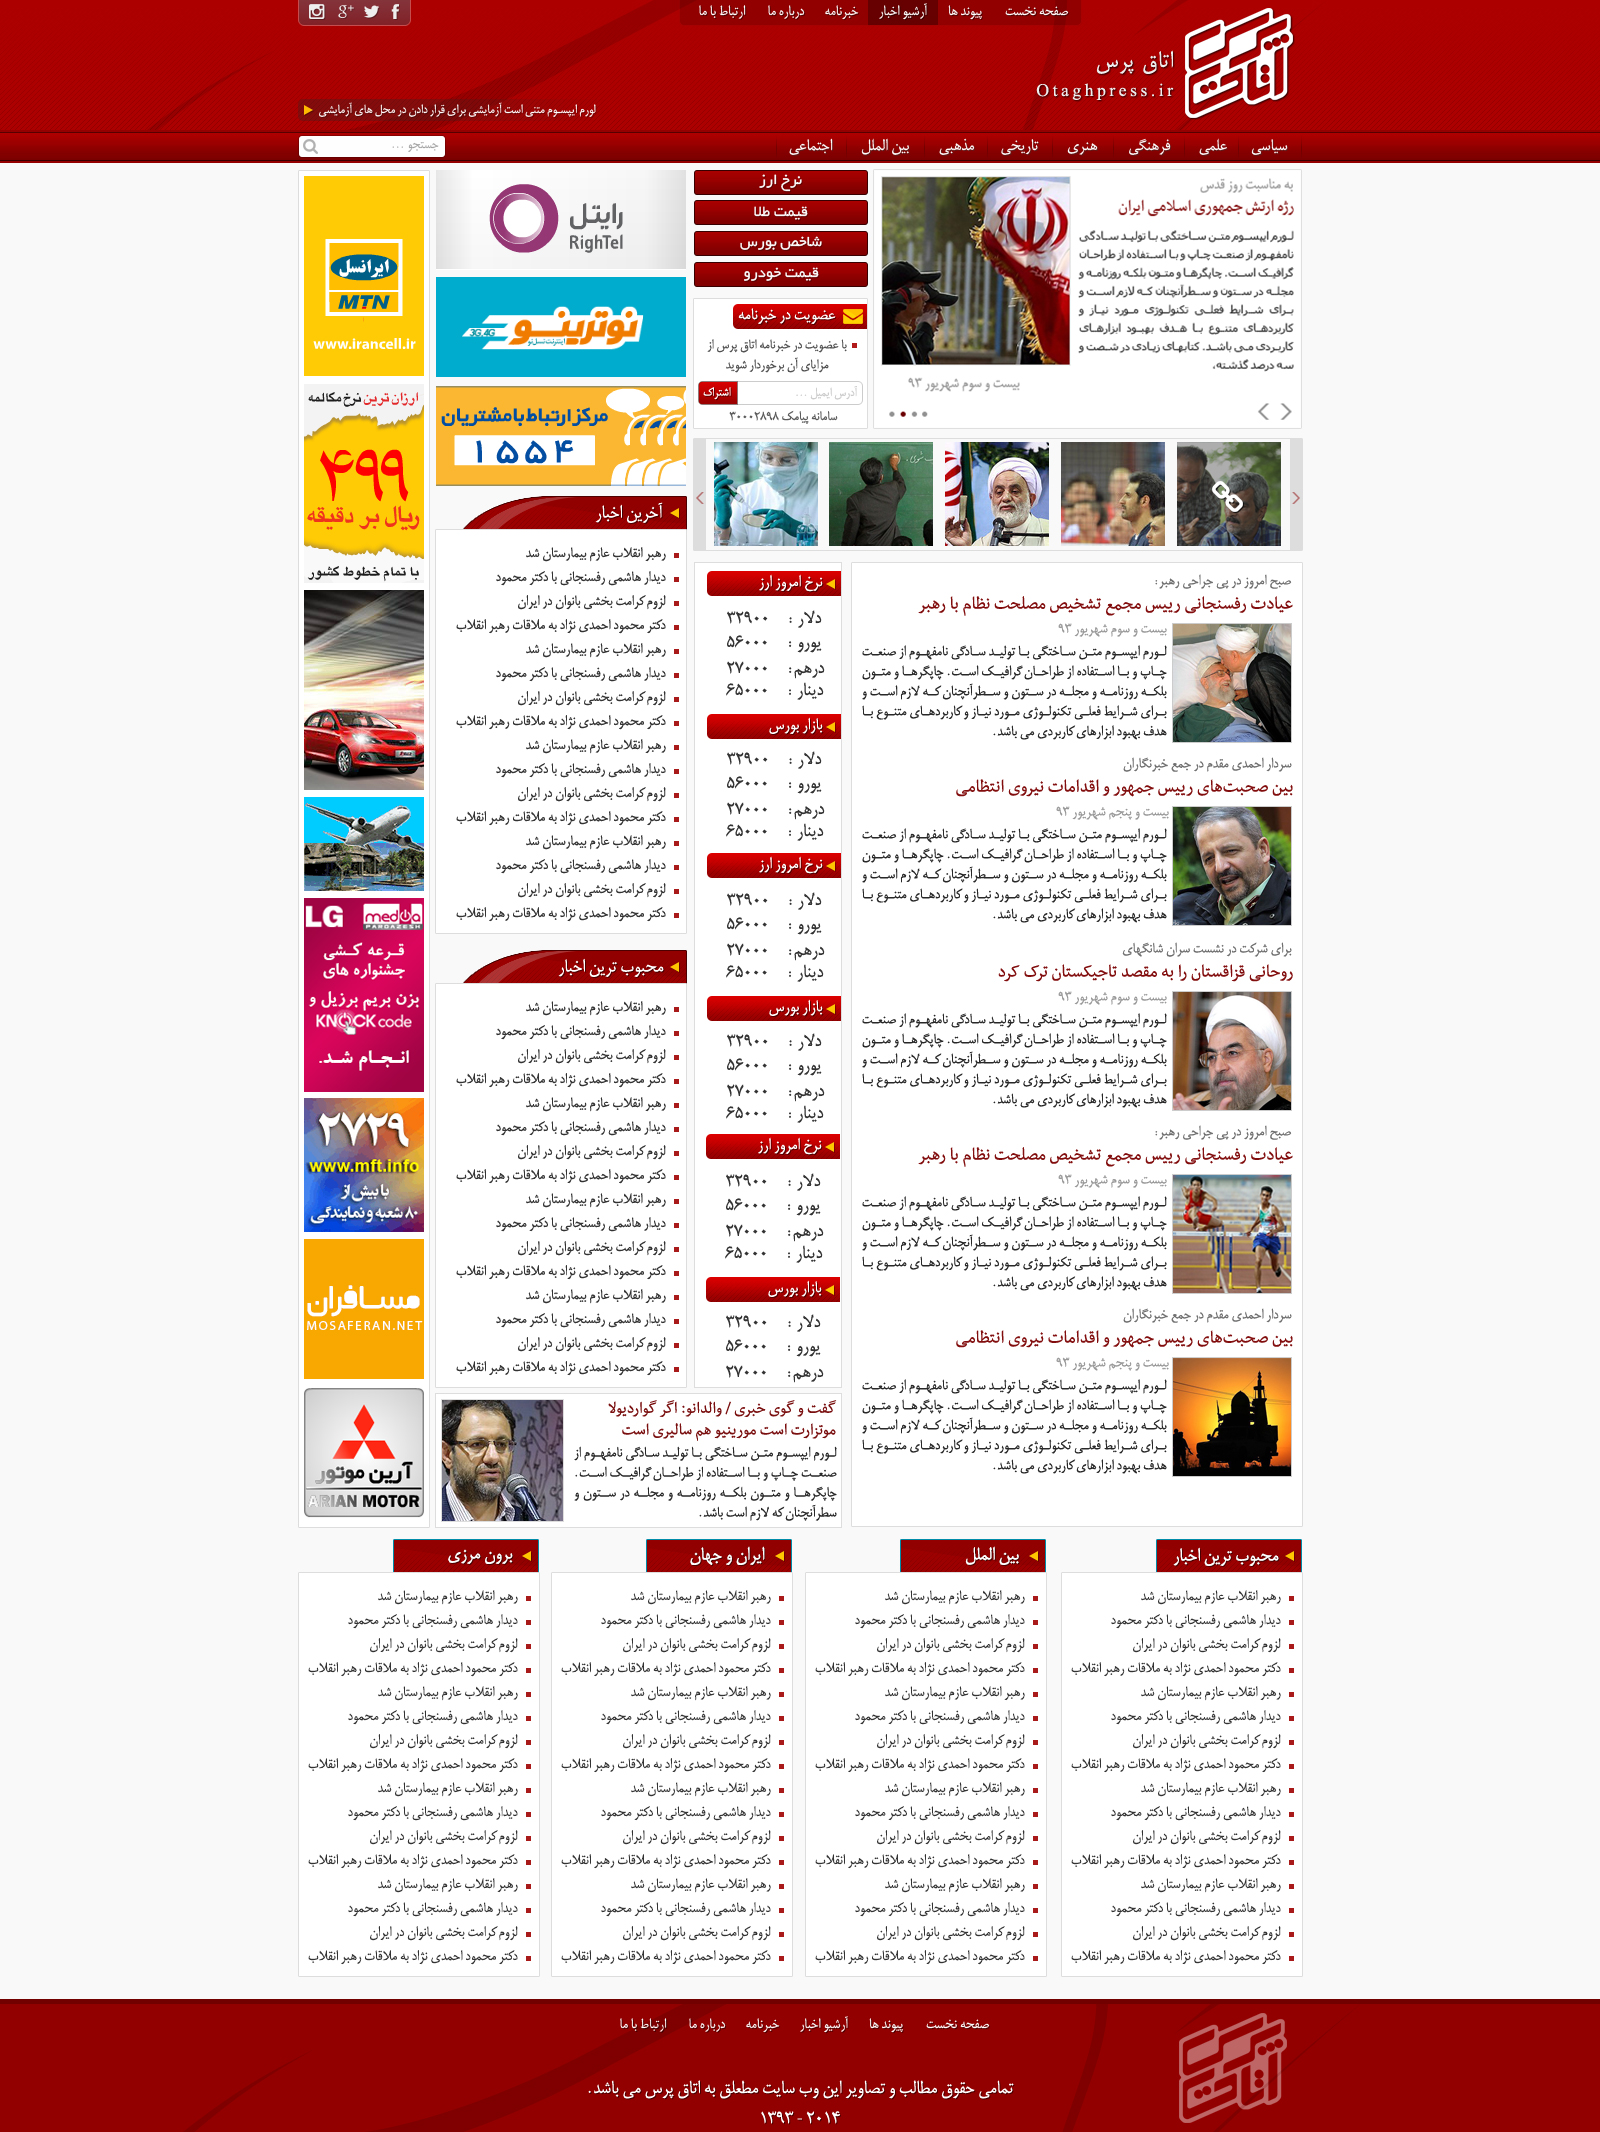 صفحه نخست
پیوند ها
آرشیو اخبار
خبرنامه
درباره ما
ارتباط با ما
اتاق پرس
Otaghpress.ir
لورم ایپسوم متنی است آزمایشی برای قرار دادن در محل های آزمایشی
سیاسی
علمی
فرهنگی
هنری
تاریخی
مذهبی
بین الملل
اجتماعی
جستجو ...
به مناسبت روز قدس
رژه ارتش جمهوری اسلامی ایران
لورم ایپسوم متن ساختگی با تولید سادگی
نامفهوم از صنعت چاپ و با استفاده از طراحان
گرافیک است. چاپگرها و متون بلکه روزنامه و
مجله در ستون و سطرآنچنان که لازم است و
برای شرایط فعلی تکنولوژی مورد نیاز و
کاربردهای متنوع با هدف بهبود ابزارهای
کاربردی می باشد. کتابهای زیادی در شصت و
سه درصد گذشته،
بیست و سوم شهریور ۹۳
نرخ ارز
قیمت طلا
شاخص بورس
قیمت خودرو
عضویت در خبرنامه
با عضویت در خبرنامه اتاق پرس از
مزایای آن برخوردار شوید
آدرس ایمیل ...
اشتراک
سامانه پیامک ۳۰۰۰۲۸۹۸
رایتل
RighTel
نوترینو
3G.4G
اینترنت نسل نو
مرکز ارتباط با مشتریان
۱۵۵۴
ایرانسل
MTN
www.irancell.ir
ارزان ترین نرخ مکالمه
۴۹۹
ریال بر دقیقه
با تمام خطوط کشور
LG
medya
PARDAZESH
قرعه کشی
جشنواره های
بزن بریم برزیل و
KNOCK code
انجام شد.
۲۷۲۹
www.mft.info
با بیش از
۸۰ شعبه و نمایندگی
مسافران
MOSAFERAN.NET
آرین موتور
ARIAN MOTOR
صبح امروز در پی جراحی رهبر:
عیادت رفسنجانی رییس مجمع تشخیص مصلحت نظام با رهبر
بیست و سوم شهریور ۹۳
لورم ایپسوم متن ساختگی با تولید سادگی نامفهوم از صنعت
چاپ و با استفاده از طراحان گرافیک است. چاپگرها و متون
بلکه روزنامه و مجله در ستون و سطرآنچنان که لازم است و
برای شرایط فعلی تکنولوژی مورد نیاز و کاربردهای متنوع با
هدف بهبود ابزارهای کاربردی می باشد.
سردار احمدی مقدم در جمع خبرنگاران
بین صحبت‌های رییس جمهور و اقدامات نیروی انتظامی
بیست و پنجم شهریور ۹۳
لورم ایپسوم متن ساختگی با تولید سادگی نامفهوم از صنعت
چاپ و با استفاده از طراحان گرافیک است. چاپگرها و متون
بلکه روزنامه و مجله در ستون و سطرآنچنان که لازم است و
برای شرایط فعلی تکنولوژی مورد نیاز و کاربردهای متنوع با
هدف بهبود ابزارهای کاربردی می باشد.
برای شرکت در نشست سران شانگهای
روحانی قزاقستان را به مقصد تاجیکستان ترک کرد
بیست و سوم شهریور ۹۳
لورم ایپسوم متن ساختگی با تولید سادگی نامفهوم از صنعت
چاپ و با استفاده از طراحان گرافیک است. چاپگرها و متون
بلکه روزنامه و مجله در ستون و سطرآنچنان که لازم است و
برای شرایط فعلی تکنولوژی مورد نیاز و کاربردهای متنوع با
هدف بهبود ابزارهای کاربردی می باشد.
صبح امروز در پی جراحی رهبر:
عیادت رفسنجانی رییس مجمع تشخیص مصلحت نظام با رهبر
بیست و سوم شهریور ۹۳
لورم ایپسوم متن ساختگی با تولید سادگی نامفهوم از صنعت
چاپ و با استفاده از طراحان گرافیک است. چاپگرها و متون
بلکه روزنامه و مجله در ستون و سطرآنچنان که لازم است و
برای شرایط فعلی تکنولوژی مورد نیاز و کاربردهای متنوع با
هدف بهبود ابزارهای کاربردی می باشد.
سردار احمدی مقدم در جمع خبرنگاران
بین صحبت‌های رییس جمهور و اقدامات نیروی انتظامی
بیست و پنجم شهریور ۹۳
لورم ایپسوم متن ساختگی با تولید سادگی نامفهوم از صنعت
چاپ و با استفاده از طراحان گرافیک است. چاپگرها و متون
بلکه روزنامه و مجله در ستون و سطرآنچنان که لازم است و
برای شرایط فعلی تکنولوژی مورد نیاز و کاربردهای متنوع با
هدف بهبود ابزارهای کاربردی می باشد.
نرخ امروز ارز
دلار : ۳۲۹۰۰
یورو : ۵۶۰۰۰
درهم: ۲۷۰۰۰
دینار : ۶۵۰۰۰
بازار بورس
دلار : ۳۲۹۰۰
یورو : ۵۶۰۰۰
درهم: ۲۷۰۰۰
دینار : ۶۵۰۰۰
نرخ امروز ارز
دلار : ۳۲۹۰۰
یورو : ۵۶۰۰۰
درهم: ۲۷۰۰۰
دینار : ۶۵۰۰۰
بازار بورس
دلار : ۳۲۹۰۰
یورو : ۵۶۰۰۰
درهم: ۲۷۰۰۰
دینار : ۶۵۰۰۰
نرخ امروز ارز
دلار : ۳۲۹۰۰
یورو : ۵۶۰۰۰
درهم: ۲۷۰۰۰
دینار : ۶۵۰۰۰
بازار بورس
دلار : ۳۲۹۰۰
یورو : ۵۶۰۰۰
درهم: ۲۷۰۰۰
آخرین اخبار
رهبر انقلاب عازم بیمارستان شد
دیدار هاشمی رفسنجانی با دکتر محمود
لزوم کرامت بخشی بانوان در ایران
دکتر محمود احمدی نژاد به ملاقات رهبر انقلاب
رهبر انقلاب عازم بیمارستان شد
دیدار هاشمی رفسنجانی با دکتر محمود
لزوم کرامت بخشی بانوان در ایران
دکتر محمود احمدی نژاد به ملاقات رهبر انقلاب
رهبر انقلاب عازم بیمارستان شد
دیدار هاشمی رفسنجانی با دکتر محمود
لزوم کرامت بخشی بانوان در ایران
دکتر محمود احمدی نژاد به ملاقات رهبر انقلاب
رهبر انقلاب عازم بیمارستان شد
دیدار هاشمی رفسنجانی با دکتر محمود
لزوم کرامت بخشی بانوان در ایران
دکتر محمود احمدی نژاد به ملاقات رهبر انقلاب
محبوب ترین اخبار
رهبر انقلاب عازم بیمارستان شد
دیدار هاشمی رفسنجانی با دکتر محمود
لزوم کرامت بخشی بانوان در ایران
دکتر محمود احمدی نژاد به ملاقات رهبر انقلاب
رهبر انقلاب عازم بیمارستان شد
دیدار هاشمی رفسنجانی با دکتر محمود
لزوم کرامت بخشی بانوان در ایران
دکتر محمود احمدی نژاد به ملاقات رهبر انقلاب
رهبر انقلاب عازم بیمارستان شد
دیدار هاشمی رفسنجانی با دکتر محمود
لزوم کرامت بخشی بانوان در ایران
دکتر محمود احمدی نژاد به ملاقات رهبر انقلاب
رهبر انقلاب عازم بیمارستان شد
دیدار هاشمی رفسنجانی با دکتر محمود
لزوم کرامت بخشی بانوان در ایران
دکتر محمود احمدی نژاد به ملاقات رهبر انقلاب
گفت و گوی خبری / والدانو: اگر گواردیولا
موتزارت است مورینیو هم سالیری است
لورم ایپسوم متن ساختگی با تولید سادگی نامفهوم از
صنعت چاپ و با استفاده از طراحان گرافیک است.
چاپگرها و متون بلکه روزنامه و مجله در ستون و
سطرآنچنان که لازم است باشد.
محبوب ترین اخبار
رهبر انقلاب عازم بیمارستان شد
دیدار هاشمی رفسنجانی با دکتر محمود
لزوم کرامت بخشی بانوان در ایران
دکتر محمود احمدی نژاد به ملاقات رهبر انقلاب
رهبر انقلاب عازم بیمارستان شد
دیدار هاشمی رفسنجانی با دکتر محمود
لزوم کرامت بخشی بانوان در ایران
دکتر محمود احمدی نژاد به ملاقات رهبر انقلاب
رهبر انقلاب عازم بیمارستان شد
دیدار هاشمی رفسنجانی با دکتر محمود
لزوم کرامت بخشی بانوان در ایران
دکتر محمود احمدی نژاد به ملاقات رهبر انقلاب
رهبر انقلاب عازم بیمارستان شد
دیدار هاشمی رفسنجانی با دکتر محمود
لزوم کرامت بخشی بانوان در ایران
دکتر محمود احمدی نژاد به ملاقات رهبر انقلاب
بین الملل
رهبر انقلاب عازم بیمارستان شد
دیدار هاشمی رفسنجانی با دکتر محمود
لزوم کرامت بخشی بانوان در ایران
دکتر محمود احمدی نژاد به ملاقات رهبر انقلاب
رهبر انقلاب عازم بیمارستان شد
دیدار هاشمی رفسنجانی با دکتر محمود
لزوم کرامت بخشی بانوان در ایران
دکتر محمود احمدی نژاد به ملاقات رهبر انقلاب
رهبر انقلاب عازم بیمارستان شد
دیدار هاشمی رفسنجانی با دکتر محمود
لزوم کرامت بخشی بانوان در ایران
دکتر محمود احمدی نژاد به ملاقات رهبر انقلاب
رهبر انقلاب عازم بیمارستان شد
دیدار هاشمی رفسنجانی با دکتر محمود
لزوم کرامت بخشی بانوان در ایران
دکتر محمود احمدی نژاد به ملاقات رهبر انقلاب
ایران و جهان
رهبر انقلاب عازم بیمارستان شد
دیدار هاشمی رفسنجانی با دکتر محمود
لزوم کرامت بخشی بانوان در ایران
دکتر محمود احمدی نژاد به ملاقات رهبر انقلاب
رهبر انقلاب عازم بیمارستان شد
دیدار هاشمی رفسنجانی با دکتر محمود
لزوم کرامت بخشی بانوان در ایران
دکتر محمود احمدی نژاد به ملاقات رهبر انقلاب
رهبر انقلاب عازم بیمارستان شد
دیدار هاشمی رفسنجانی با دکتر محمود
لزوم کرامت بخشی بانوان در ایران
دکتر محمود احمدی نژاد به ملاقات رهبر انقلاب
رهبر انقلاب عازم بیمارستان شد
دیدار هاشمی رفسنجانی با دکتر محمود
لزوم کرامت بخشی بانوان در ایران
دکتر محمود احمدی نژاد به ملاقات رهبر انقلاب
برون مرزی
رهبر انقلاب عازم بیمارستان شد
دیدار هاشمی رفسنجانی با دکتر محمود
لزوم کرامت بخشی بانوان در ایران
دکتر محمود احمدی نژاد به ملاقات رهبر انقلاب
رهبر انقلاب عازم بیمارستان شد
دیدار هاشمی رفسنجانی با دکتر محمود
لزوم کرامت بخشی بانوان در ایران
دکتر محمود احمدی نژاد به ملاقات رهبر انقلاب
رهبر انقلاب عازم بیمارستان شد
دیدار هاشمی رفسنجانی با دکتر محمود
لزوم کرامت بخشی بانوان در ایران
دکتر محمود احمدی نژاد به ملاقات رهبر انقلاب
رهبر انقلاب عازم بیمارستان شد
دیدار هاشمی رفسنجانی با دکتر محمود
لزوم کرامت بخشی بانوان در ایران
دکتر محمود احمدی نژاد به ملاقات رهبر انقلاب
صفحه نخست
پیوند ها
آرشیو اخبار
خبرنامه
درباره ما
ارتباط با ما
تمامی حقوق مطالب و تصاویر این وب سایت مطعلق به اتاق پرس می باشد.
۱۳۹۳ - ۲۰۱۴